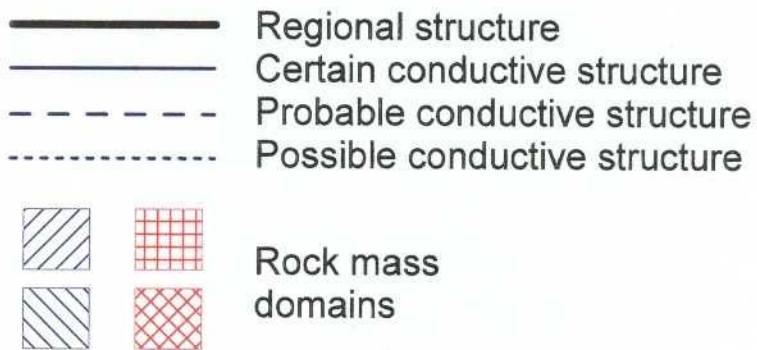 Regional structure
Certain conductive structure
Probable conductive structure
Possible conductive structure
Rock mass
domains